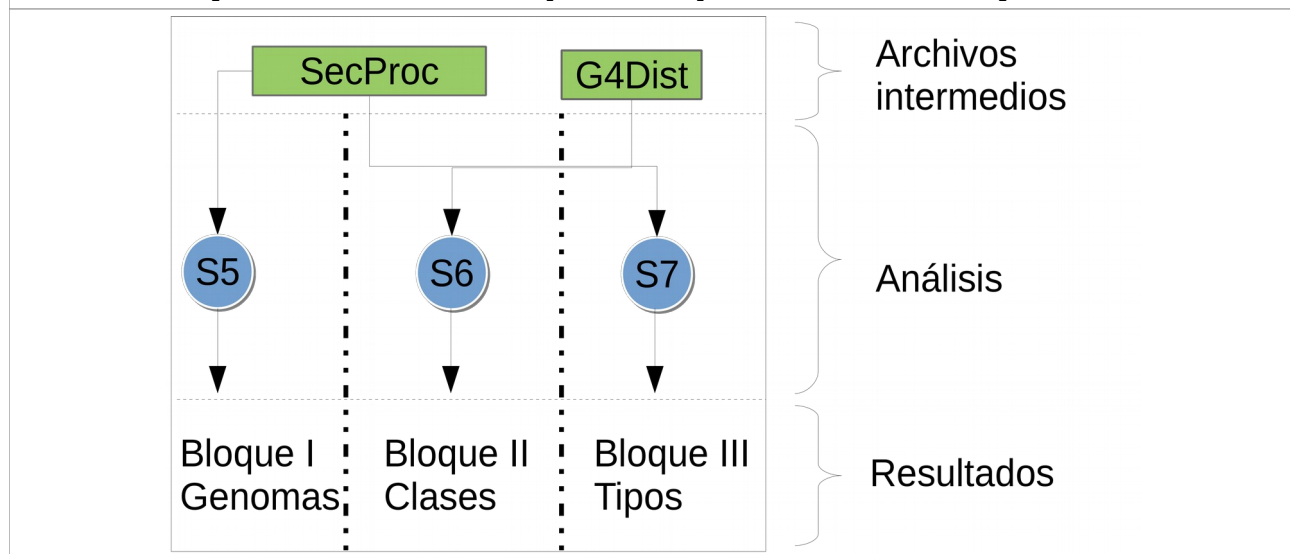 SecProc
G4Dist
Archivos
intermedios
S5
S6
S7
Análisis
Bloque I
Genomas
Bloque II
Clases
Bloque III
Tipos
Resultados